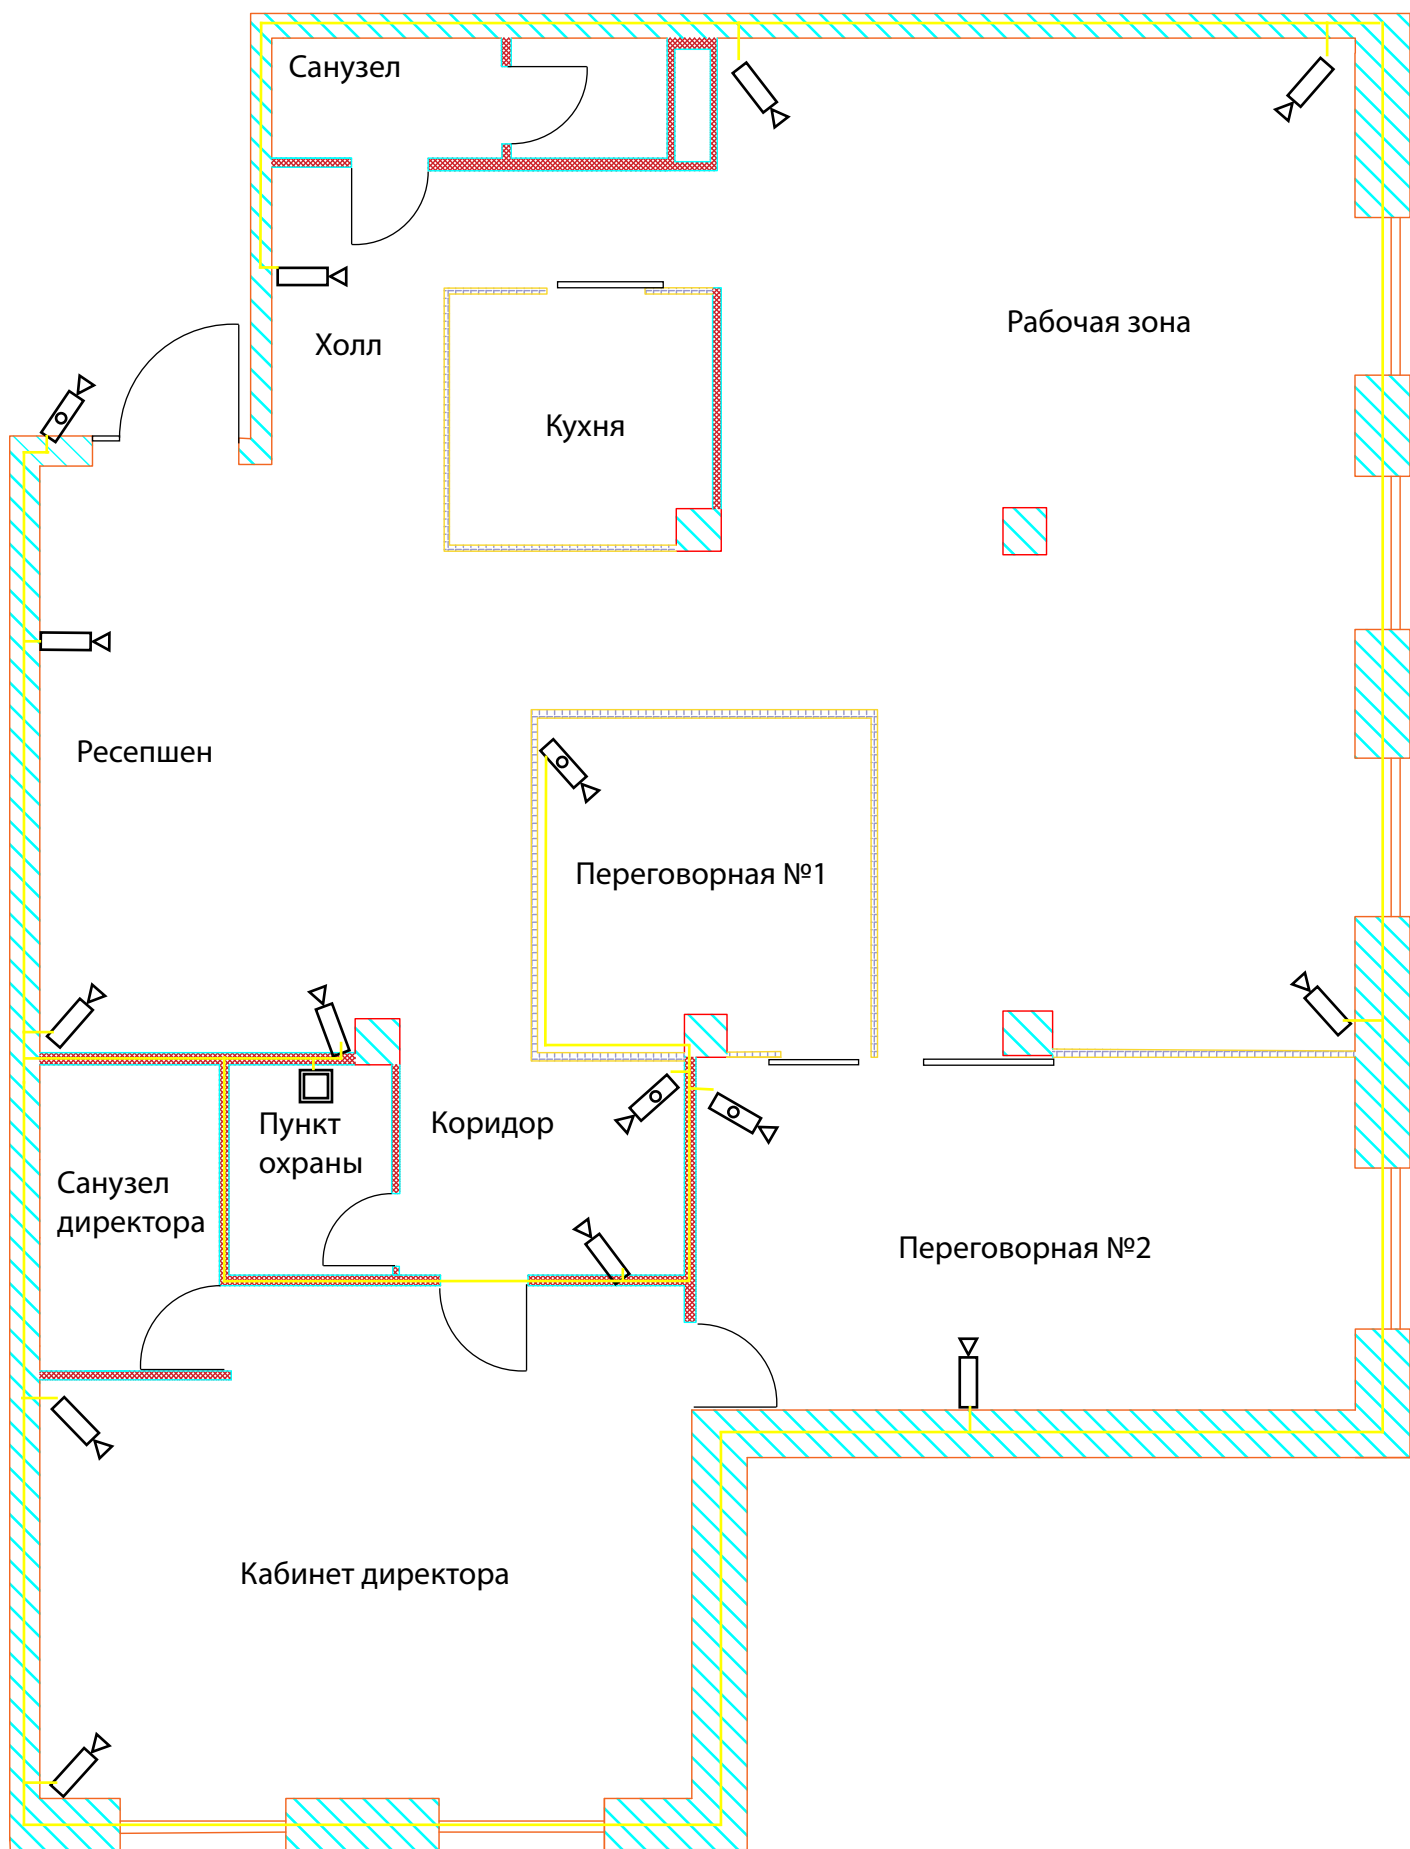 Санузел
Рабочая зона
Холл
Кухня
Ресепшен
Переговорная №1
Пункт
охраны
Коридор
Санузел
директора
Переговорная №2
Кабинет директора